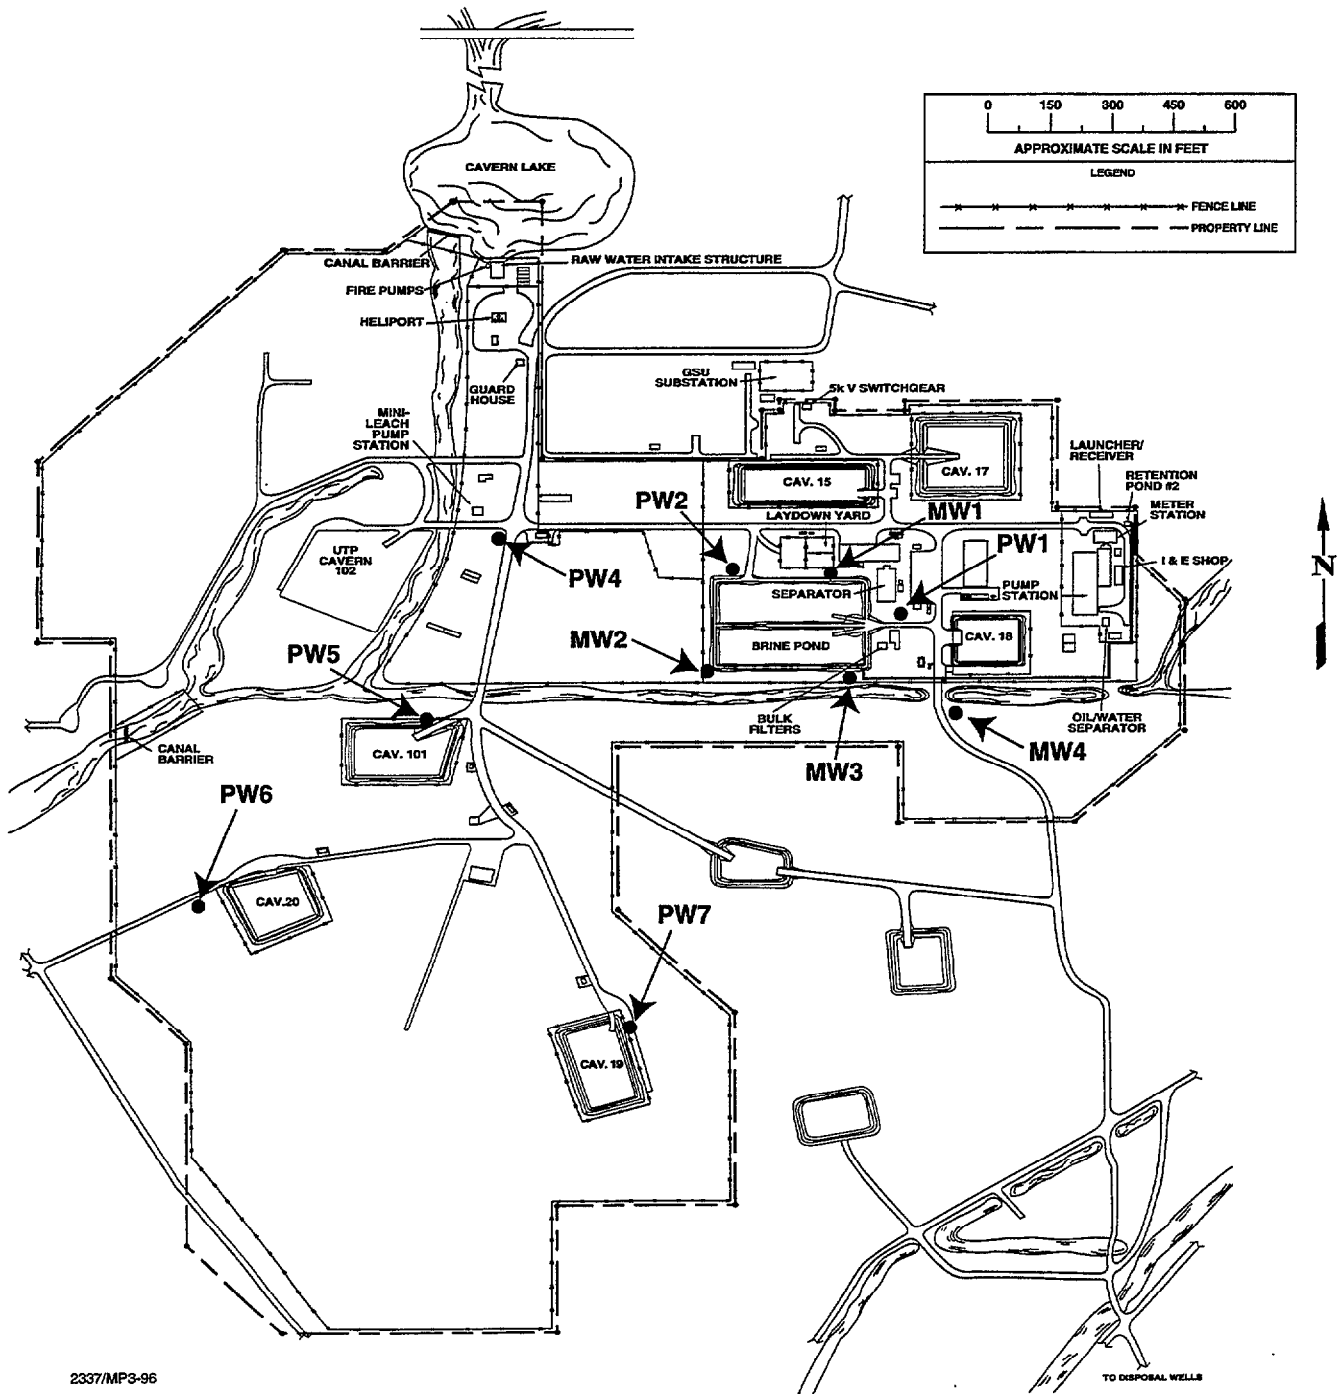 0 150 300 450 600
APPROXIMATE SCALE IN FEET
LEGEND
FENCE LINE
PROPERTY LINE
CAVERN LAKE
CANAL BARRIER
RAW WATER INTAKE STRUCTURE
FIRE PUMPS
HELIPORT
GUARD
HOUSE
GSU
SUBSTATION
5k V SWITCHGEAR
MINI-
LEACH
PUMP
STATION
LAUNCHER/
RECEIVER
CAV. 17
RETENTION
POND #2
CAV. 15
METER
STATION
PW2
LAYDOWN YARD
MW1
PW1
UTP
CAVERN
102
PW4
I & E SHOP
SEPARATOR
PUMP
STATION
MW2
CAV. 18
BRINE POND
PW5
BULK
FILTERS
OIL/WATER
SEPARATOR
CANAL
BARRIER
CAV. 101
MW4
MW3
PW6
CAV.20
PW7
CAV. 19
N
2337/MP3-96
TO DISPOSAL WELLS